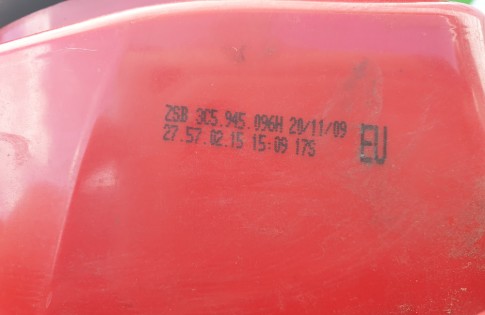 ZSB 3C5.945.096H 20/11/09
27.57.02.15 15:09 17S
EU